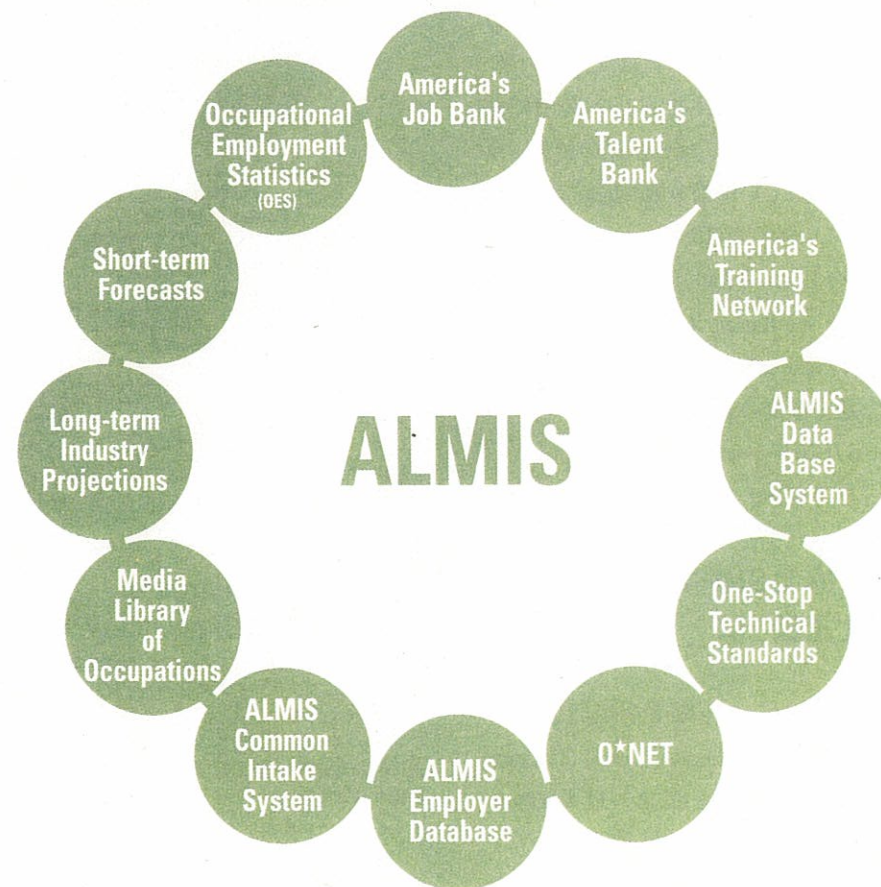 America's
Job Bank
America's
Talent
Bank
America's
Training
Network
ALMIS
Data
Base
System
One-Stop
Technical
Standards
O*NET
ALMIS
Employer
Database
ALMIS
Common
Intake
System
Media
Library
of
Occupations
Long-term
Industry
Projections
Short-term
Forecasts
Occupational
Employment
Statistics
(OES)
ALMIS